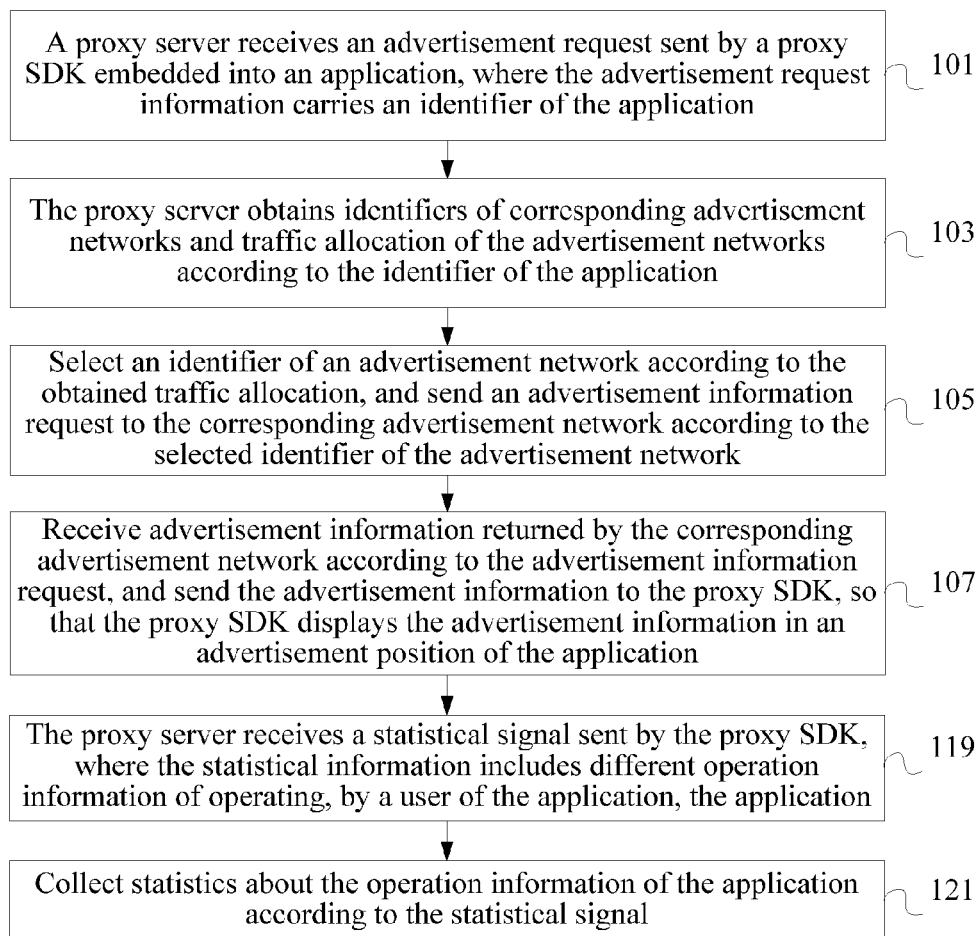 A proxy server receives an advertisement request sent by a proxy
SDK embedded into an application, where the advertisement request
information carries an identifier of the application
101
The proxy server obtains identifiers of corresponding advertisement
networks and traffic allocation of the advertisement networks
according to the identifier of the application
103
Select an identifier of an advertisement network according to the
obtained traffic allocation, and send an advertisement information
request to the corresponding advertisement network according to the
selected identifier of the advertisement network
105
Receive advertisement information returned by the corresponding
advertisement network according to the advertisement information
request, and send the advertisement information to the proxy SDK, so
that the proxy SDK displays the advertisement information in an
advertisement position of the application
107
The proxy server receives a statistical signal sent by the proxy SDK,
where the statistical information includes different operation
information of operating, by a user of the application, the application
119
Collect statistics about the operation information of the application
according to the statistical signal
121